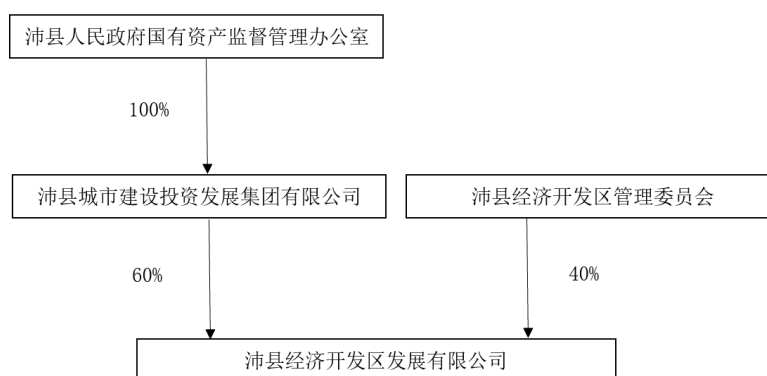 沛县人民政府国有资产监督管理办公室
100%
沛县城市建设投资发展集团有限公司
沛县经济开发区管理委员会
60%
40%
沛县经济开发区发展有限公司